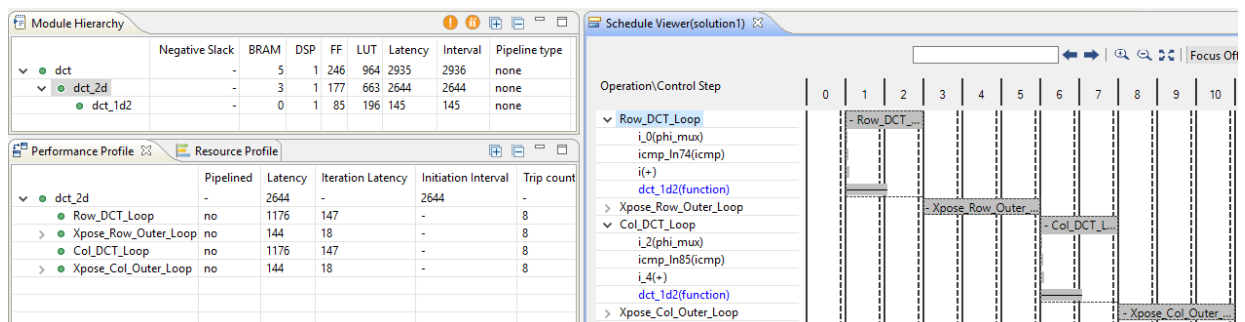 Module Hierarchy
Negative Slack BRAM DSP FF LUT Latency Interval Pipeline type
dct - 5 1 246 964 2935 2936 none
dct_2d - 3 1 177 663 2644 2644 none
dct_1d2 - 0 1 85 196 145 145 none
Performance Profile Resource Profile
Pipelined Latency Iteration Latency Initiation Interval Trip count
dct_2d - 2644 - 2644 -
Row_DCT_Loop no 1176 147 - 8
Xpose_Row_Outer_Loop no 144 18 - 8
Col_DCT_Loop no 1176 147 - 8
Xpose_Col_Outer_Loop no 144 18 - 8
Schedule Viewer(solution1)
Focus Off
Operation\Control Step 0 1 2 3 4 5 6 7 8 9 10
Row_DCT_Loop - Row_DCT_...
i_0(phi_mux)
icmp_ln74(icmp)
i(+)
dct_1d2(function)
Xpose_Row_Outer_Loop - Xpose_Row_Outer_...
Col_DCT_Loop - Col_DCT_L...
i_2(phi_mux)
icmp_ln85(icmp)
i_4(+)
dct_1d2(function)
Xpose_Col_Outer_Loop - Xpose_Col_Outer_...